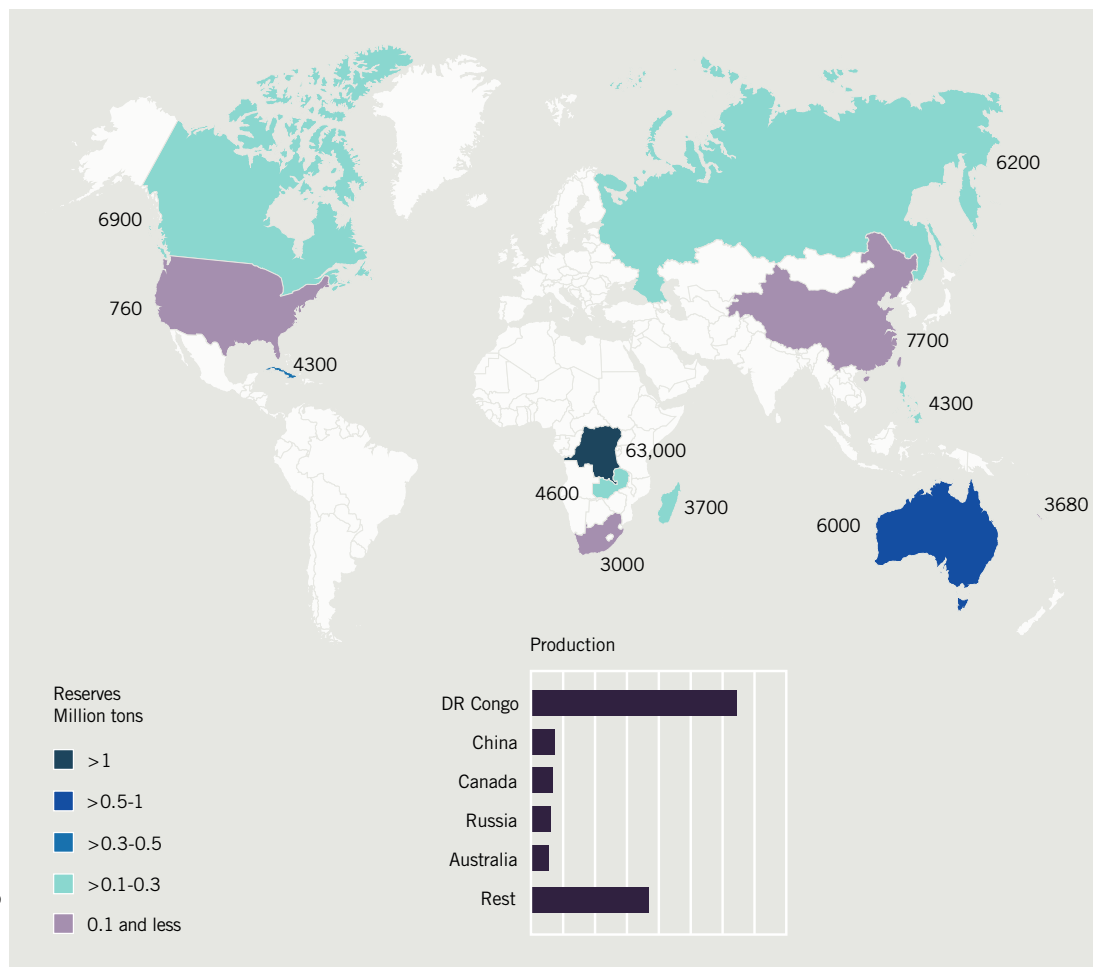 6200
6900
760
7700
4300
4300
63,000
4600
3700
3680
6000
3000
Production
Reserves
Million tons
>1
>0.5-1
>0.3-0.5
>0.1-0.3
0.1 and less
DR Congo
China
Canada
Russia
Australia
Rest